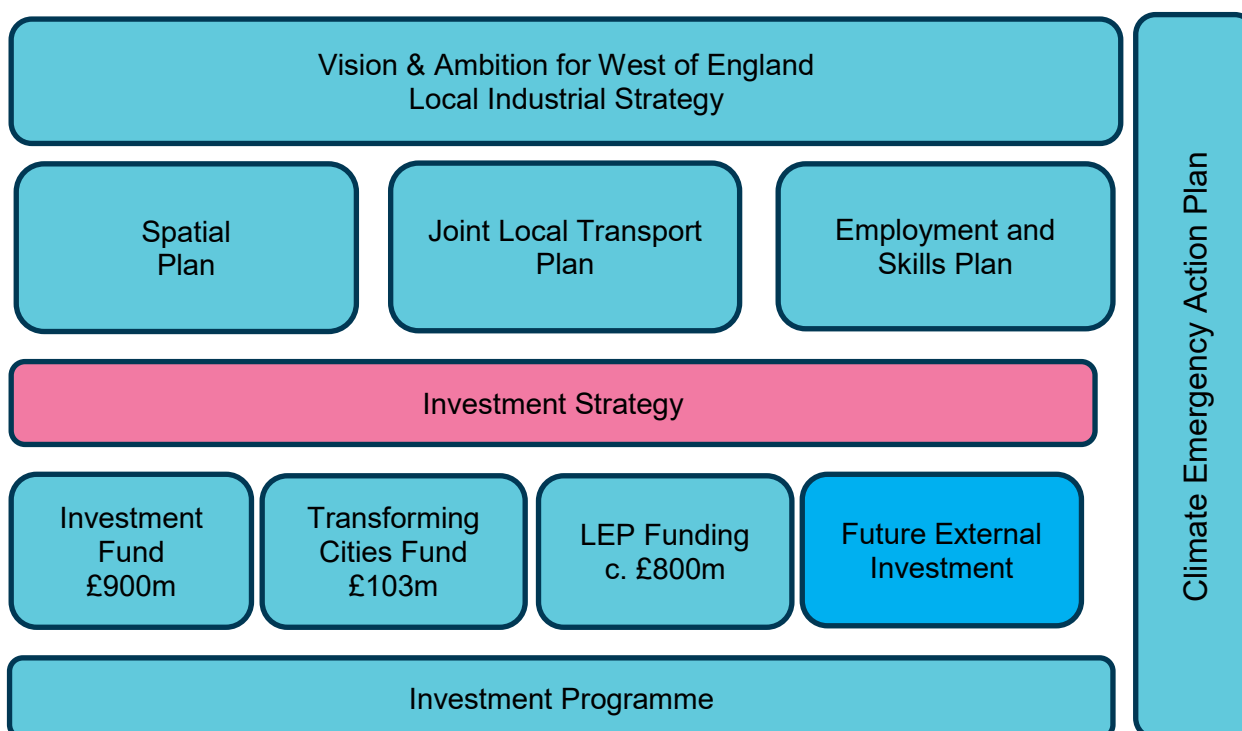 Vision & Ambition for West of England
Local Industrial Strategy
Spatial
Plan
Joint Local Transport
Plan
Employment and
Skills Plan
Investment Strategy
Investment
Fund
£900m
Transforming
Cities Fund
£103m
LEP Funding
c. £800m
Future External
Investment
Investment Programme
Climate Emergency Action Plan